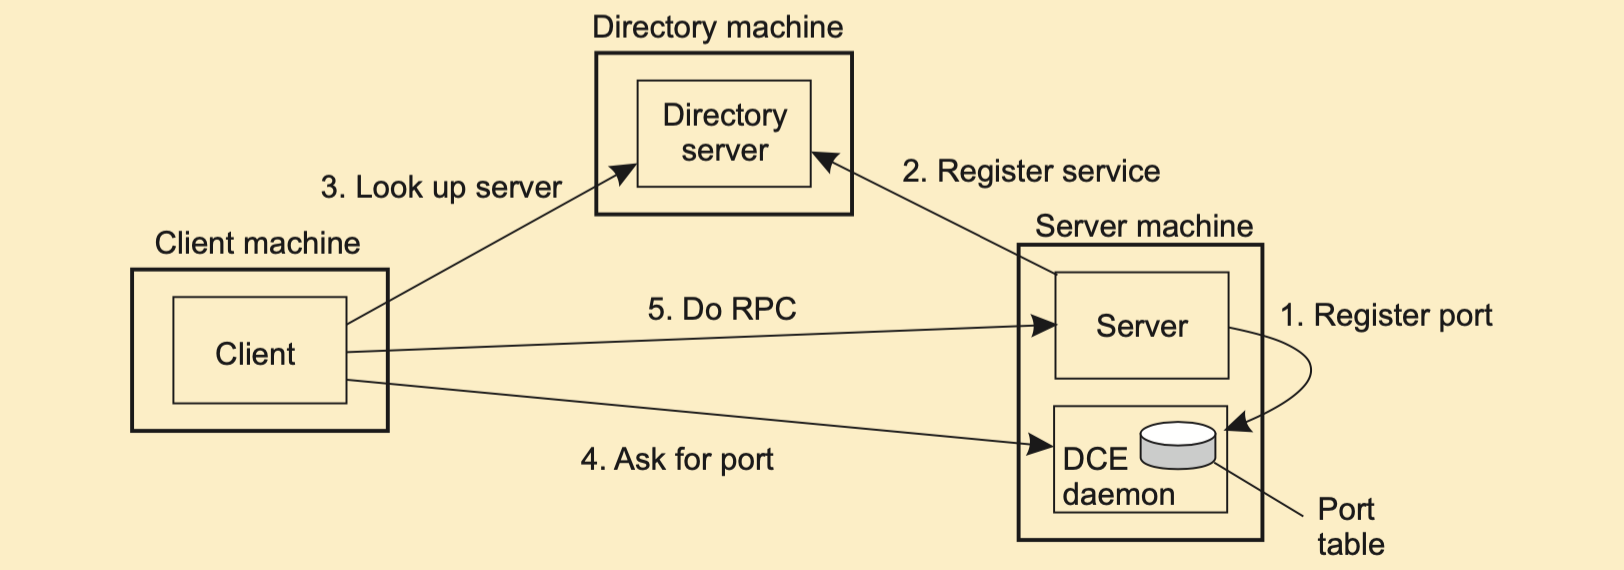 Directory machine
Directory
server
2. Register service
3. Look up server
Server machine
Client machine
5. Do RPC
1. Register port
Server
Client
4. Ask for port
DCE
daemon
Port
table